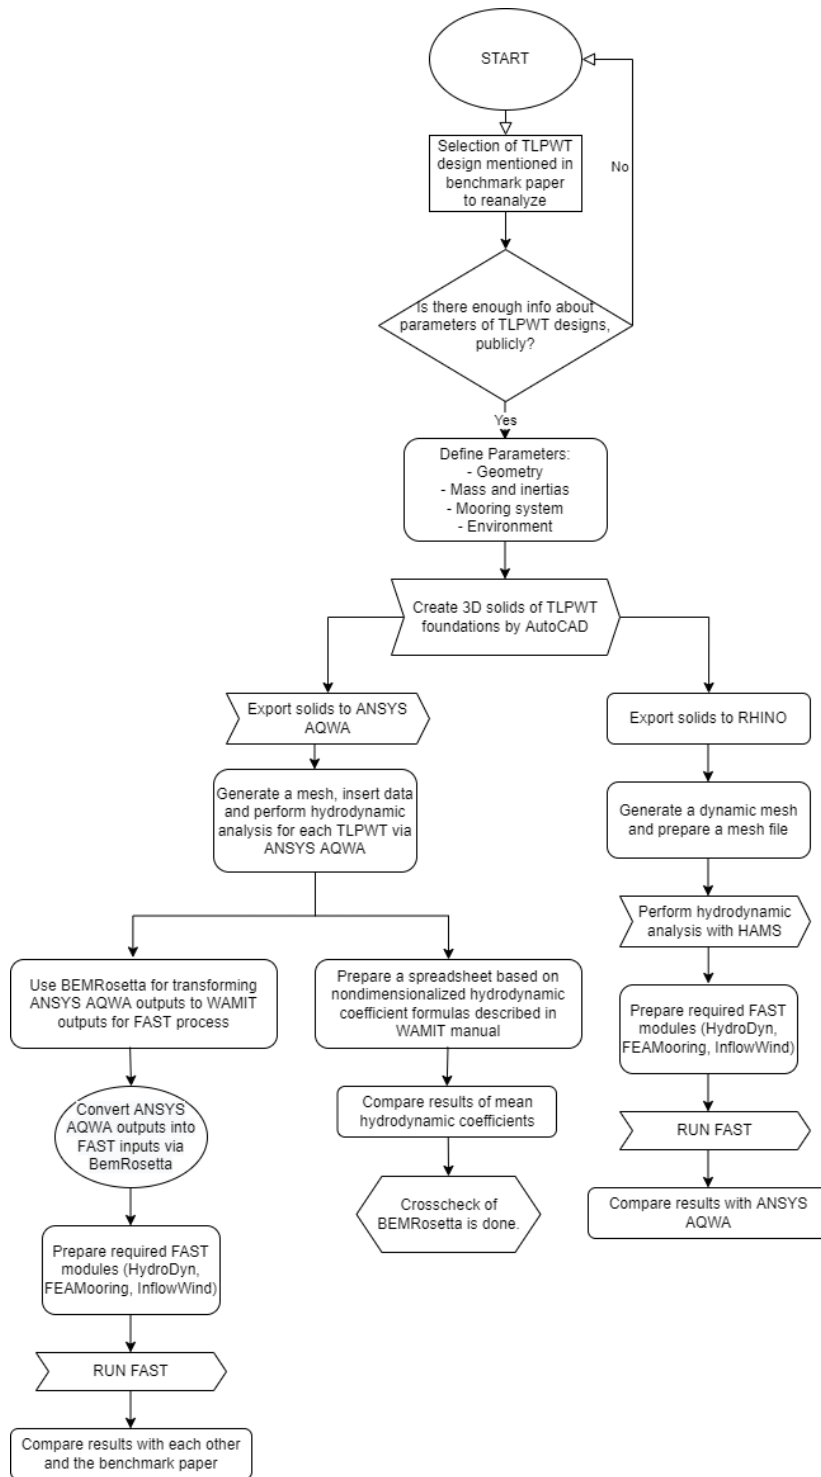 START
Selection of TLPWT
design mentioned in
benchmark paper
to reanalyze
No
Is there enough info about
parameters of TLPWT designs,
publicly?
Yes
Define Parameters:
- Geometry
- Mass and inertias
- Mooring system
- Environment
Create 3D solids of TLPWT
foundations by AutoCAD
Export solids to ANSYS
AQWA
Generate a mesh, insert data
and perform hydrodynamic
analysis for each TLPWT via
ANSYS AQWA
Use BEMRosetta for transforming
ANSYS AQWA outputs to WAMIT
outputs for FAST process
Convert ANSYS
AQWA outputs into
FAST inputs via
BemRosetta
Prepare required FAST
modules (HydroDyn,
FEAMooring, InflowWind)
RUN FAST
Compare results with each other
and the benchmark paper
Prepare a spreadsheet based on
nondimensionalized hydrodynamic
coefficient formulas described in
WAMIT manual
Compare results of mean
hydrodynamic coefficients
Crosscheck of
BEMRosetta is done.
Export solids to RHINO
Generate a dynamic mesh
and prepare a mesh file
Perform hydrodynamic
analysis with HAMS
Prepare required FAST
modules (HydroDyn,
FEAMooring, InflowWind)
RUN FAST
Compare results with ANSYS
AQWA